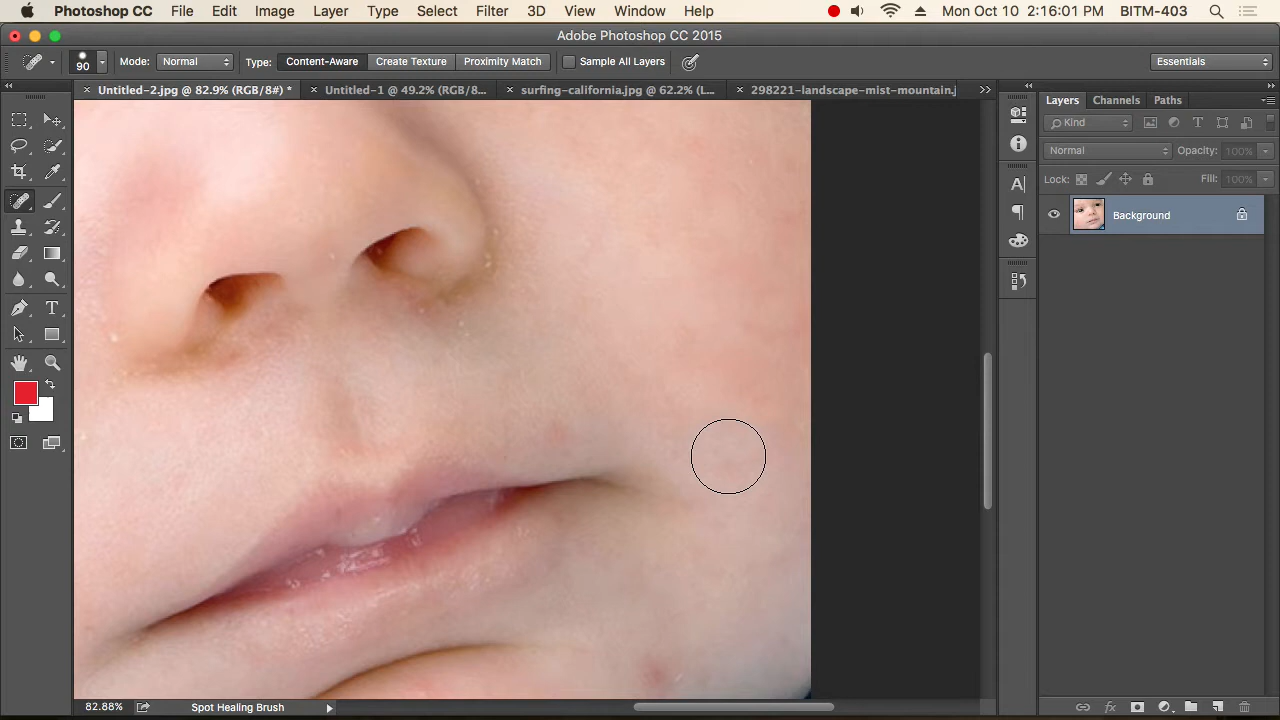 Photoshop CC File Edit Image Layer Type Select Filter 3D View Window Help Mon Oct 10 2:16:01 PM BITM-403
Adobe Photoshop CC 2015
90 Mode: Normal Type: Content-Aware Create Texture Proximity Match Sample All Layers Essentials
Untitled-2.jpg @ 82.9% (RGB/8#) * Untitled-1 @ 49.2% (RGB/8... surfing-california.jpg @ 62.2% (L... 298221-landscape-mist-mountain.j
Layers Channels Paths
Kind
Normal Opacity: 100%
Lock: Fill: 100%
Background
82.88% Spot Healing Brush